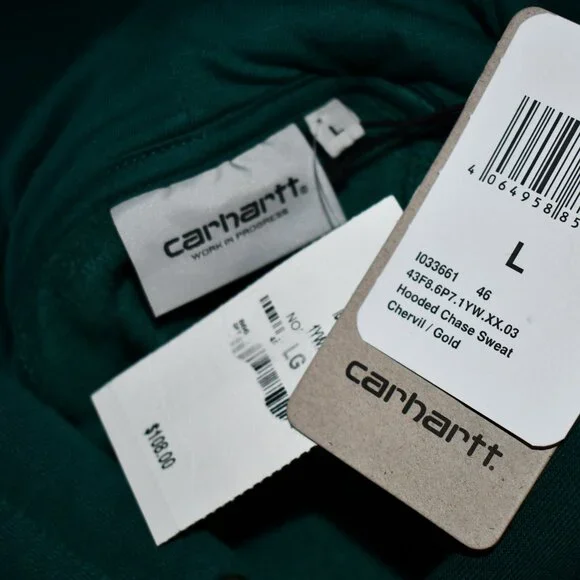 L
carhartt®
WORK IN PROGRESS
4 064958 85
L
I033661 46
43F8.6P7.1YW.XX.03
Hooded Chase Sweat
Chervil / Gold
carhartt.
LG
$108.00